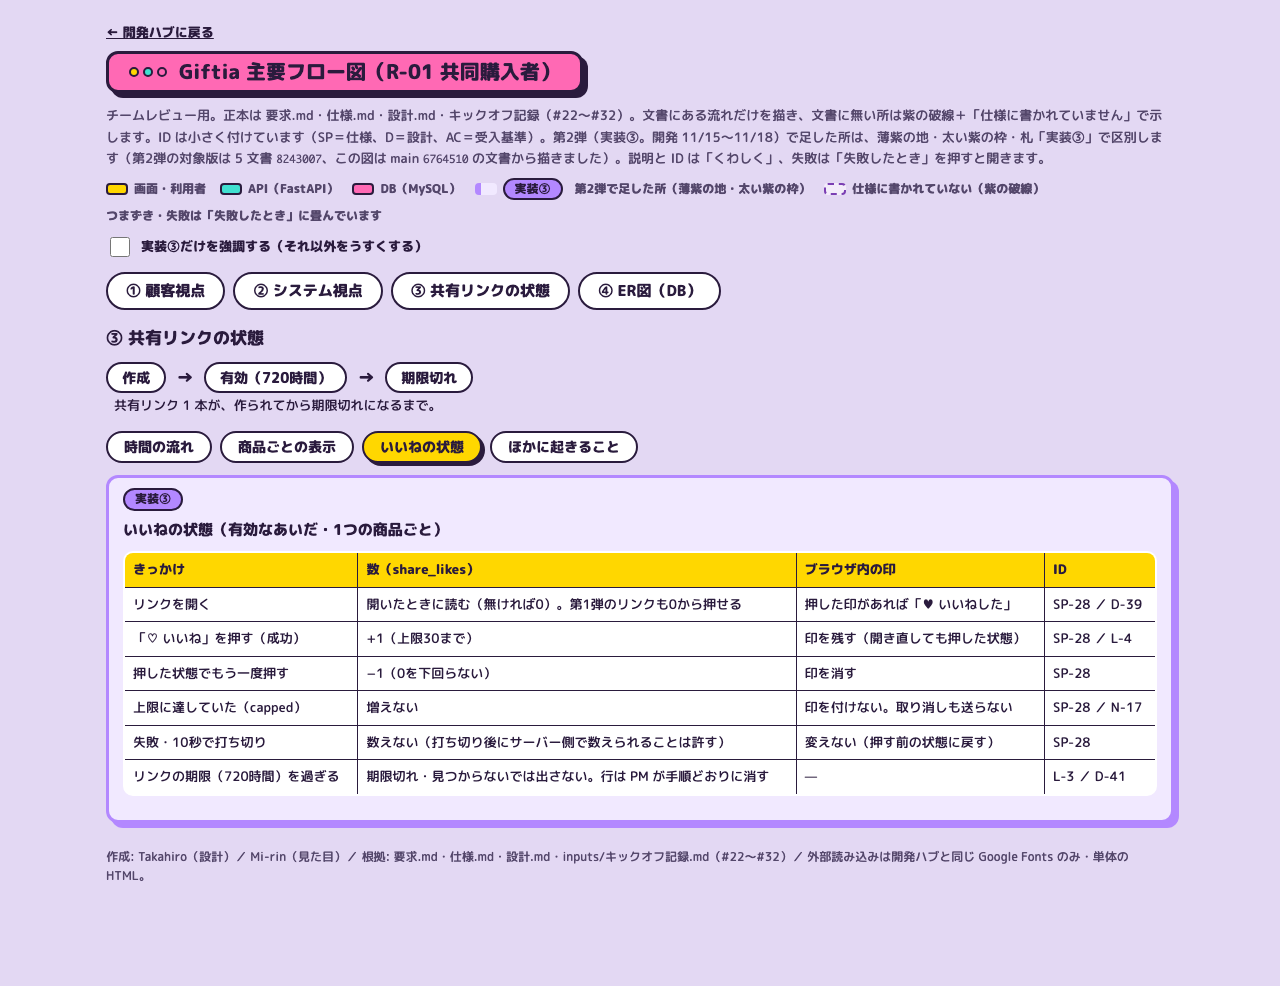 ← 開発ハブに戻る
Giftia 主要フロー図（R-01 共同購入者）
チームレビュー用。正本は 要求.md・仕様.md・設計.md・キックオフ記録（#22〜#32）。文書にある流れだけを描き、文書に無い所は紫の破線＋「仕様に書かれていません」で示
します。ID は小さく付けています（SP＝仕様、D＝設計、AC＝受入基準）。第2弾（実装③。開発 11/15〜11/18）で足した所は、薄紫の地・太い紫の枠・札「実装③」で区別しま
す（第2弾の対象版は 5 文書 8243007、この図は main 6764510 の文書から描きました）。説明と ID は「くわしく」、失敗は「失敗したとき」を押すと開きます。
画面・利用者 API（FastAPI） DB（MySQL） 実装③ 第2弾で足した所（薄紫の地・太い紫の枠） 仕様に書かれていない（紫の破線）
つまずき・失敗は「失敗したとき」に畳んでいます
実装③だけを強調する（それ以外をうすくする）
① 顧客視点 ② システム視点 ③ 共有リンクの状態 ④ ER図（DB）
③ 共有リンクの状態
作成 → 有効（720時間） → 期限切れ
共有リンク 1 本が、作られてから期限切れになるまで。
時間の流れ 商品ごとの表示 いいねの状態 ほかに起きること
実装③
いいねの状態（有効なあいだ・1つの商品ごと）
きっかけ 数（share_likes） ブラウザ内の印 ID
リンクを開く 開いたときに読む（無ければ0）。第1弾のリンクも0から押せる 押した印があれば「♥ いいねした」 SP-28 ／ D-39
「♡ いいね」を押す（成功） +1（上限30まで） 印を残す（開き直しても押した状態） SP-28 ／ L-4
押した状態でもう一度押す −1（0を下回らない） 印を消す SP-28
上限に達していた（capped） 増えない 印を付けない。取り消しも送らない SP-28 ／ N-17
失敗・10秒で打ち切り 数えない（打ち切り後にサーバー側で数えられることは許す） 変えない（押す前の状態に戻す） SP-28
リンクの期限（720時間）を過ぎる 期限切れ・見つからないでは出さない。行は PM が手順どおりに消す — L-3 ／ D-41
作成: Takahiro（設計）／ Mi-rin（見た目）／ 根拠: 要求.md・仕様.md・設計.md・inputs/キックオフ記録.md（#22〜#32）／ 外部読み込みは開発ハブと同じ Google Fonts のみ・単体の
HTML。